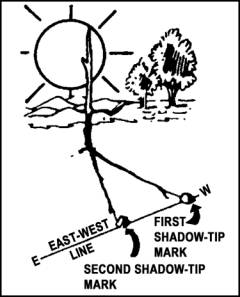 W
FIRST
SHADOW-TIP
MARK
EAST-WEST
LINE
E
SECOND SHADOW-TIP
MARK